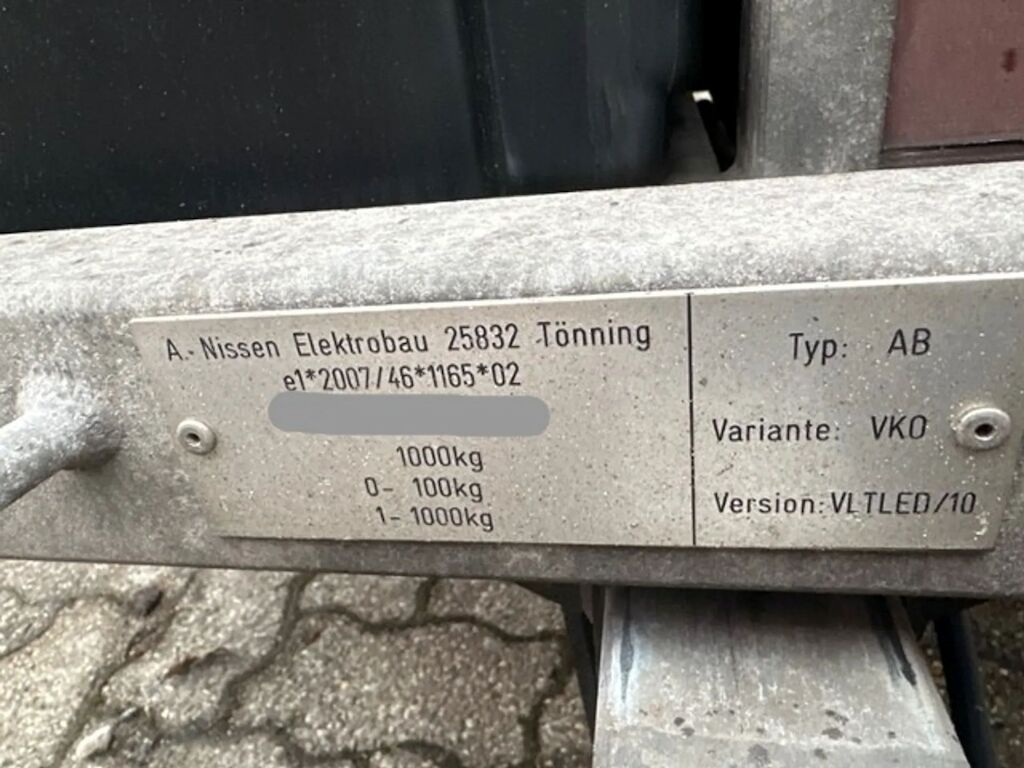 A.- Nissen Elektrobau 25832 Tönning
e1*2007/46*1165*02
1000kg
0- 100kg
1- 1000kg
Typ: AB
Variante: VKO
Version: VLTLED/10